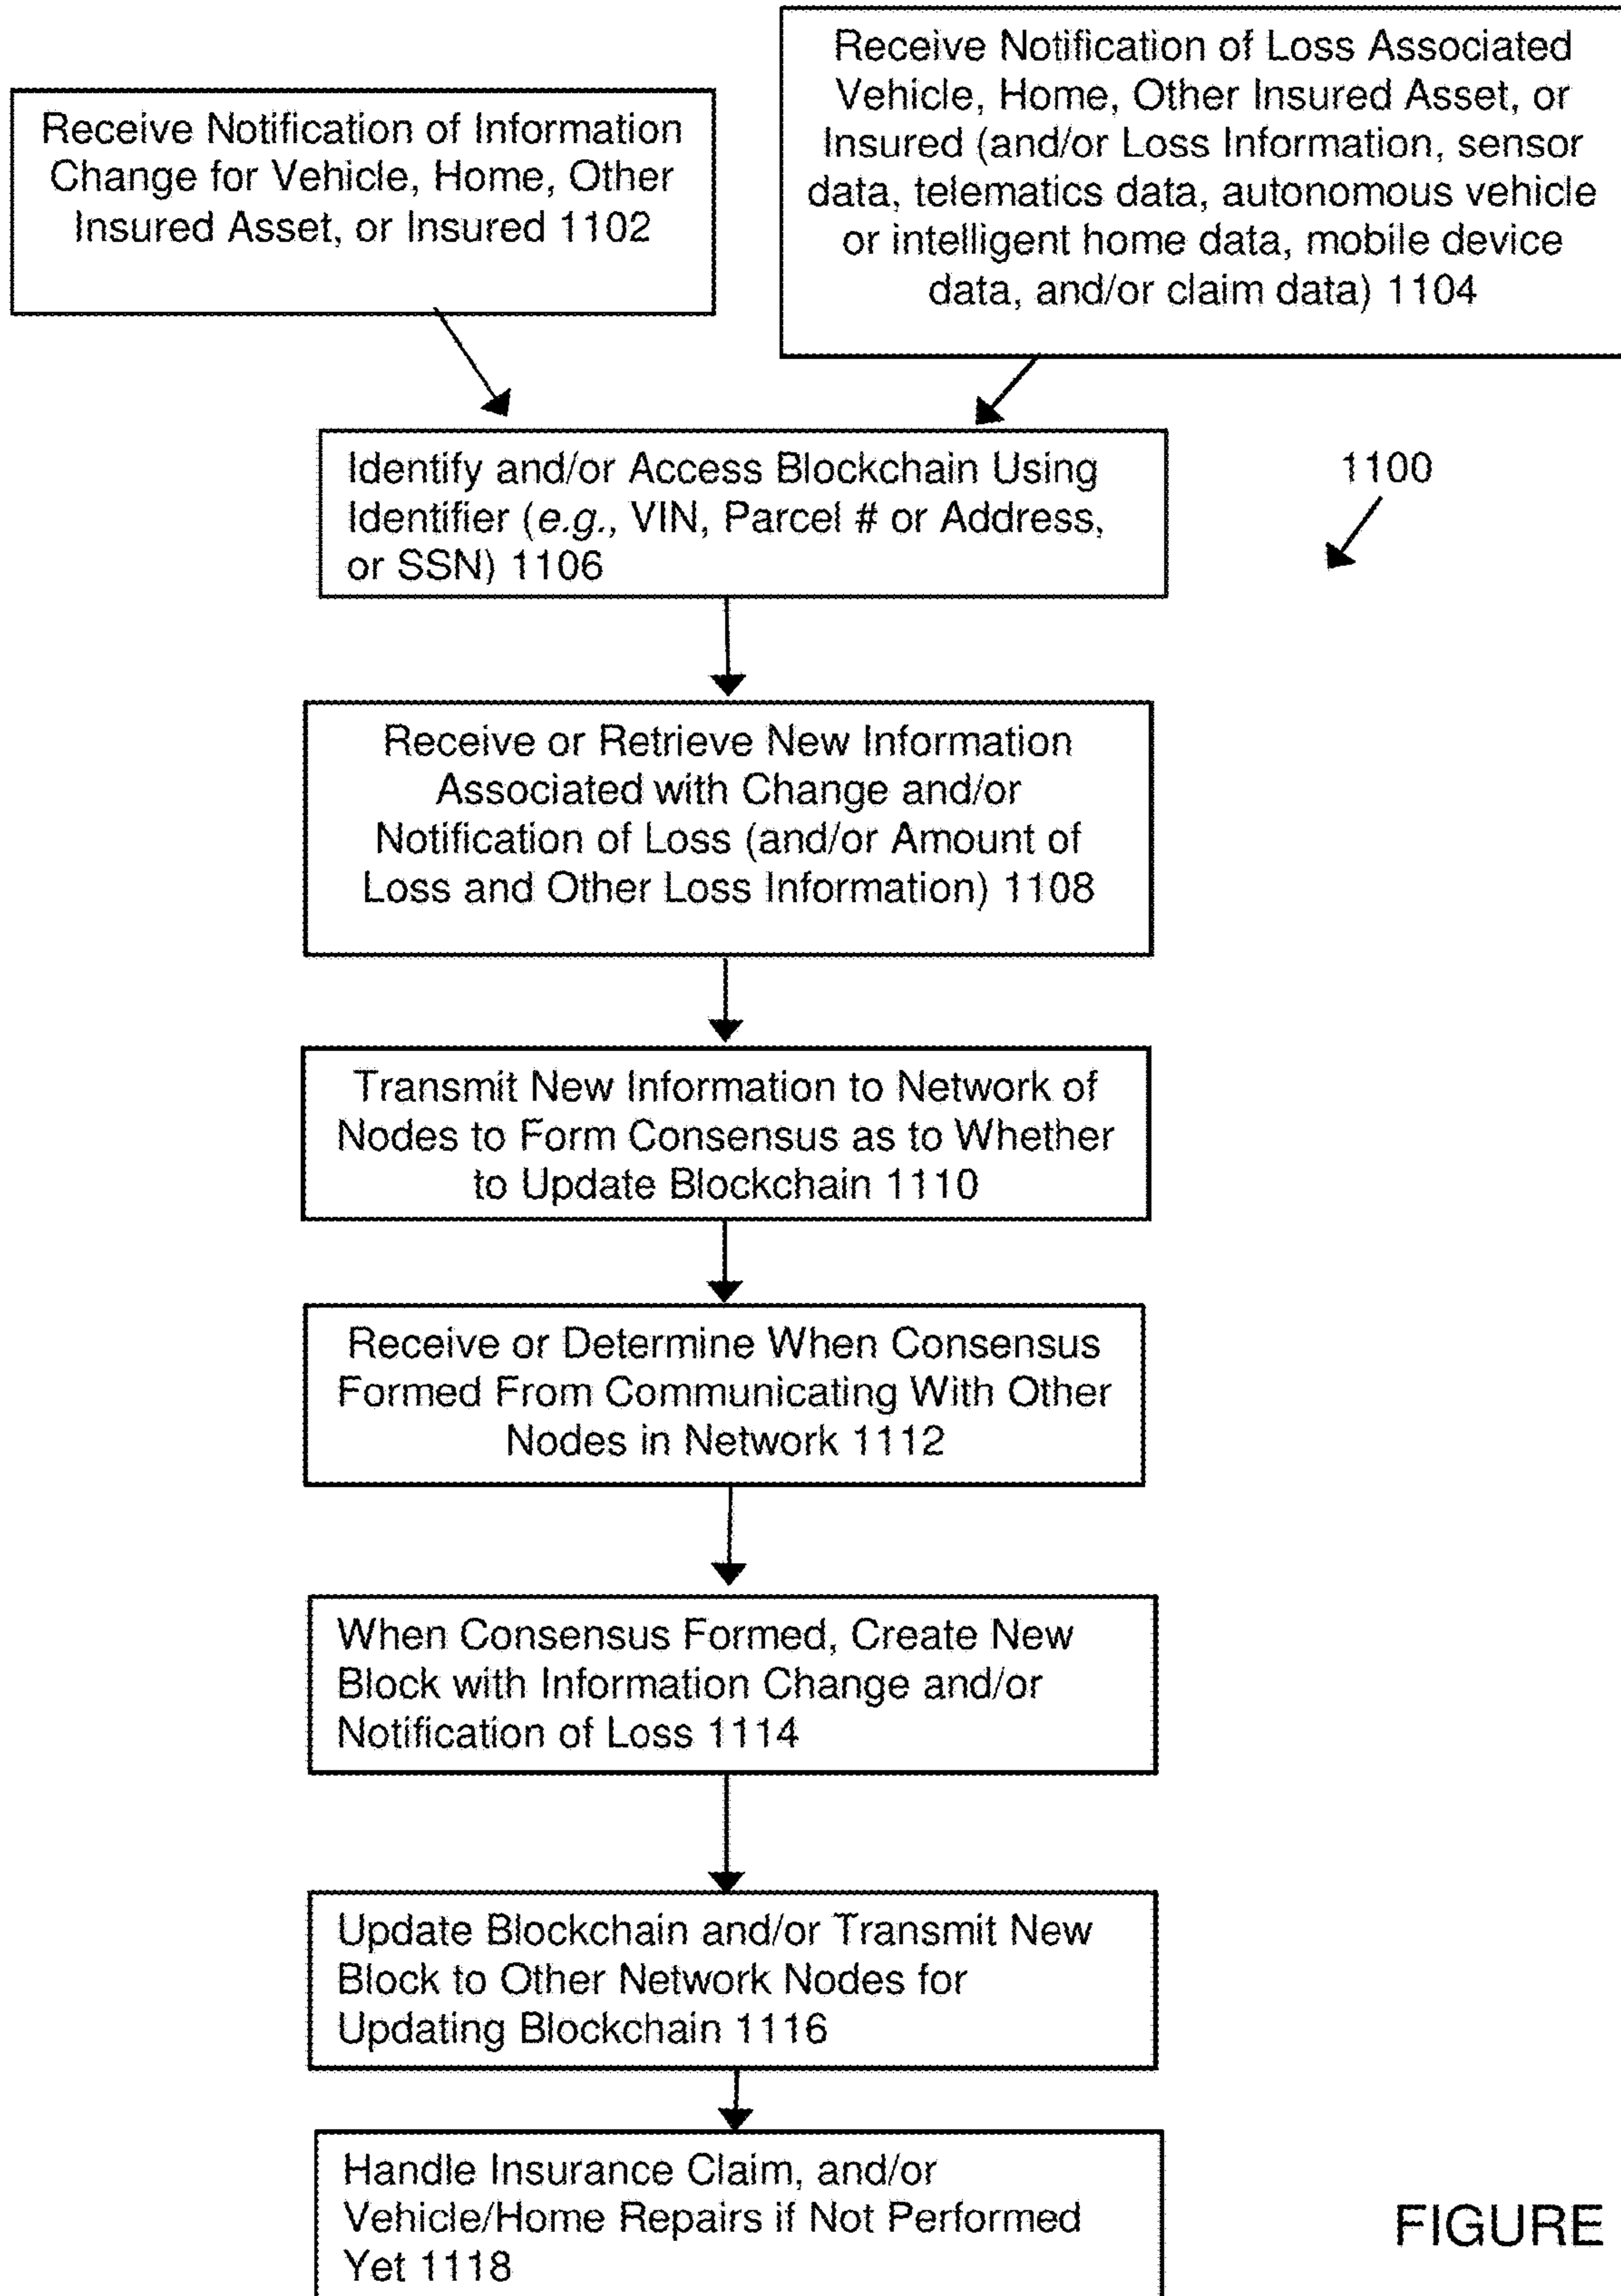 Receive Notification of Information
Change for Vehicle, Home, Other
Insured Asset, or Insured 1102
Receive Notification of Loss Associated
Vehicle, Home, Other Insured Asset, or
Insured (and/or Loss Information, sensor
data, telematics data, autonomous vehicle
or intelligent home data, mobile device
data, and/or claim data) 1104
Identify and/or Access Blockchain Using
Identifier (e.g., VIN, Parcel # or Address,
or SSN) 1106
1100
Receive or Retrieve New Information
Associated with Change and/or
Notification of Loss (and/or Amount of
Loss and Other Loss Information) 1108
Transmit New Information to Network of
Nodes to Form Consensus as to Whether
to Update Blockchain 1110
Receive or Determine When Consensus
Formed From Communicating With Other
Nodes in Network 1112
When Consensus Formed, Create New
Block with Information Change and/or
Notification of Loss 1114
Update Blockchain and/or Transmit New
Block to Other Network Nodes for
Updating Blockchain 1116
Handle Insurance Claim, and/or
Vehicle/Home Repairs if Not Performed
Yet 1118
FIGURE